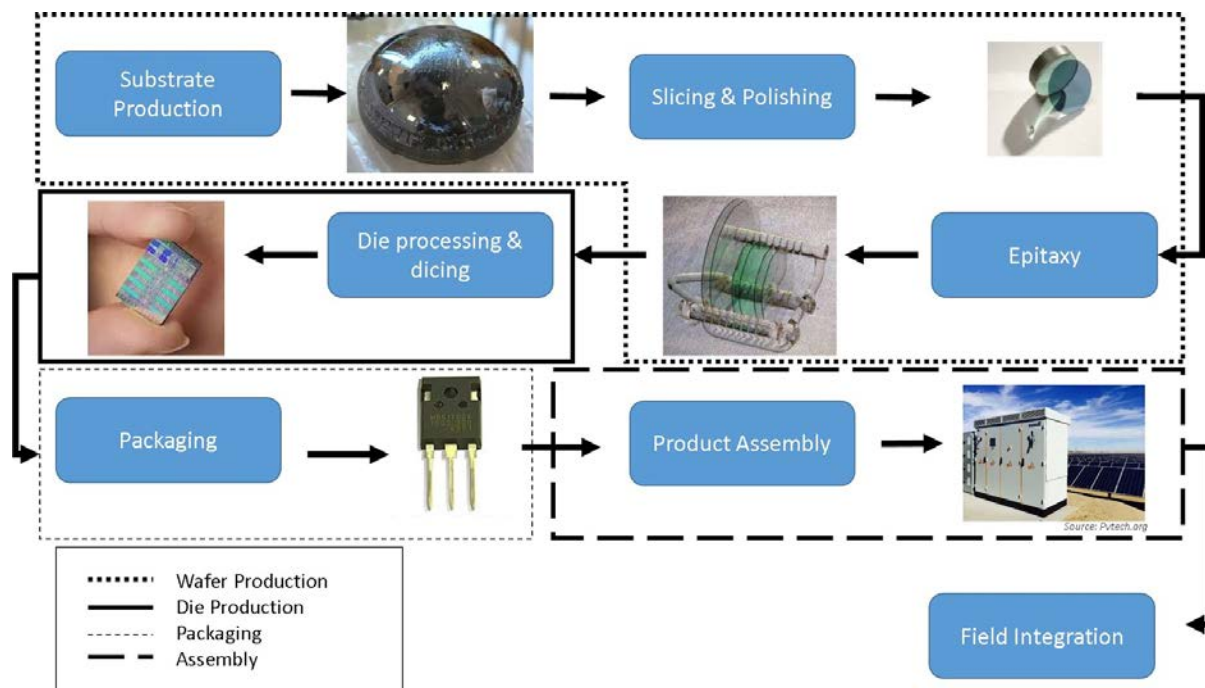 Substrate
Production
Slicing & Polishing
Die processing &
dicing
Epitaxy
Packaging
Product Assembly
Source: Pvtech.org
Wafer Production
Die Production
Packaging
Assembly
Field Integration